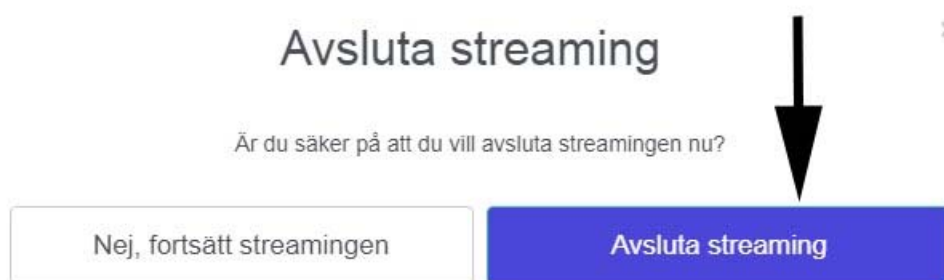 Avsluta streaming
Är du säker på att du vill avsluta streamingen nu?
Nej, fortsätt streamingen
Avsluta streaming